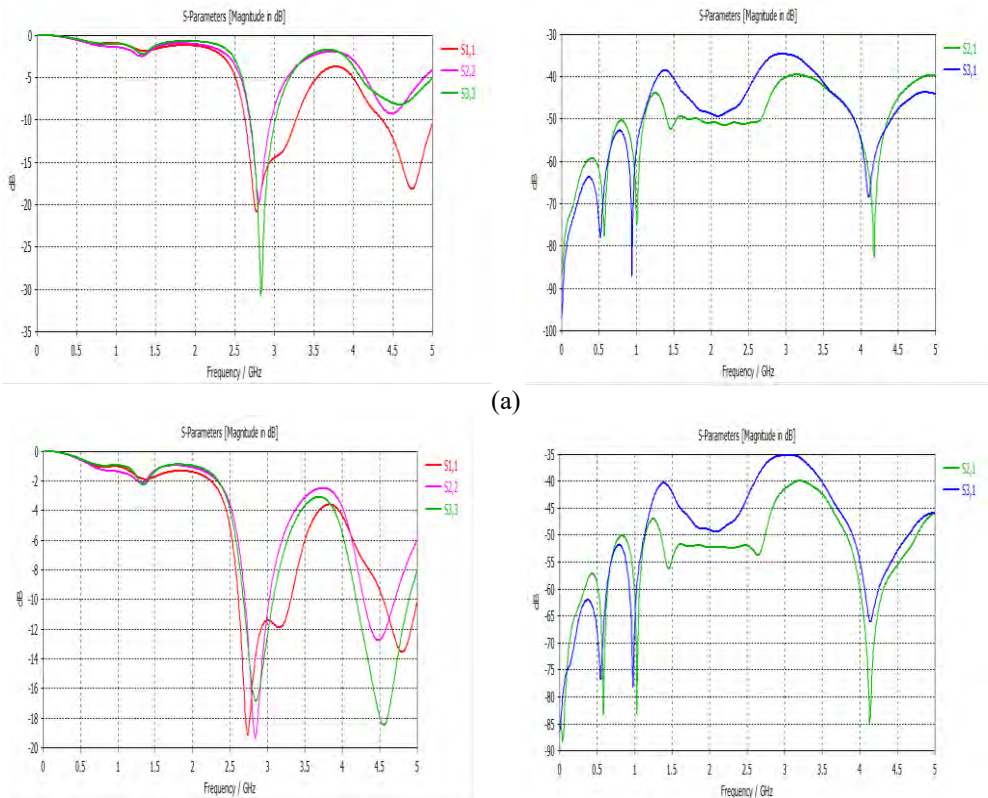 S-Parameters [Magnitude in dB]
0
-5
-10
-15
-20
-25
-30
-35
dB
S1,1
S2,2
S3,3
0 0.5 1 1.5 2 2.5 3 3.5 4 4.5 5
Frequency / GHz
S-Parameters [Magnitude in dB]
-30
-40
-50
-60
-70
-80
-90
-100
dB
S2,1
S3,1
0 0.5 1 1.5 2 2.5 3 3.5 4 4.5 5
Frequency / GHz
(a)
S-Parameters [Magnitude in dB]
0
-2
-4
-6
-8
-10
-12
-14
-16
-18
-20
dB
S1,1
S2,2
S3,3
0 0.5 1 1.5 2 2.5 3 3.5 4 4.5 5
Frequency / GHz
S-Parameters [Magnitude in dB]
-35
-40
-45
-50
-55
-60
-65
-70
-75
-80
-85
-90
dB
S2,1
S3,1
0 0.5 1 1.5 2 2.5 3 3.5 4 4.5 5
Frequency / GHz